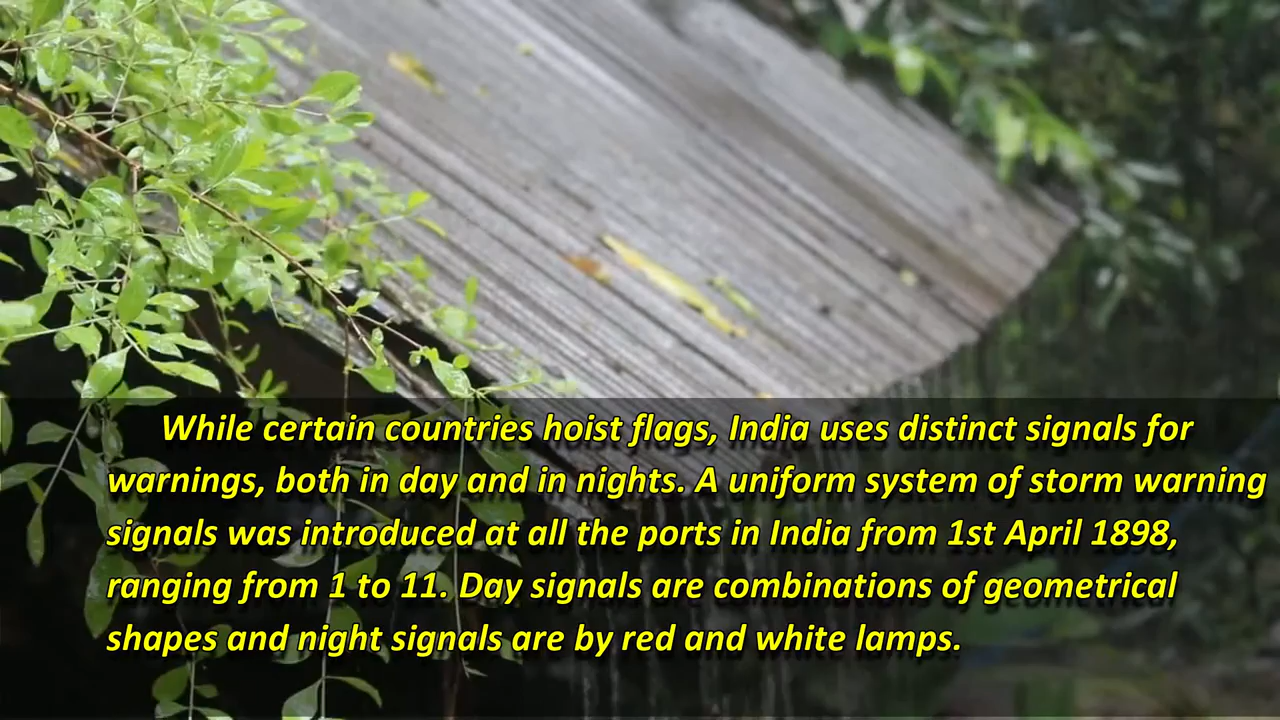 While certain countries hoist flags, India uses distinct signals for
warnings, both in day and in nights. A uniform system of storm warning
signals was introduced at all the ports in India from 1st April 1898,
ranging from 1 to 11. Day signals are combinations of geometrical
shapes and night signals are by red and white lamps.